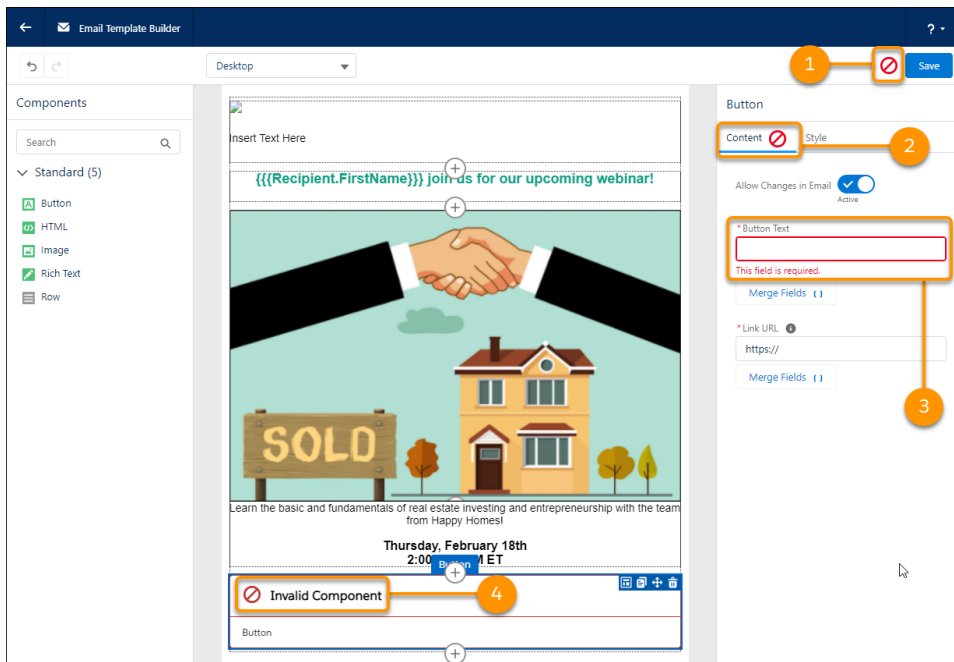 Email Template Builder
?
Desktop
1
Save
Components
Search
Standard (5)
Button
HTML
Image
Rich Text
Row
Insert Text Here
{{{Recipient.FirstName}}} join us for our upcoming webinar!
SOLD
Learn the basic and fundamentals of real estate investing and entrepreneurship with the team
from Happy Homes!
Thursday, February 18th
2:00 M ET
Button
Invalid Component
4
Button
Button
Content
Style
2
Allow Changes in Email
Active
*Button Text
This field is required.
Merge Fields { }
*Link URL
https://
Merge Fields { }
3